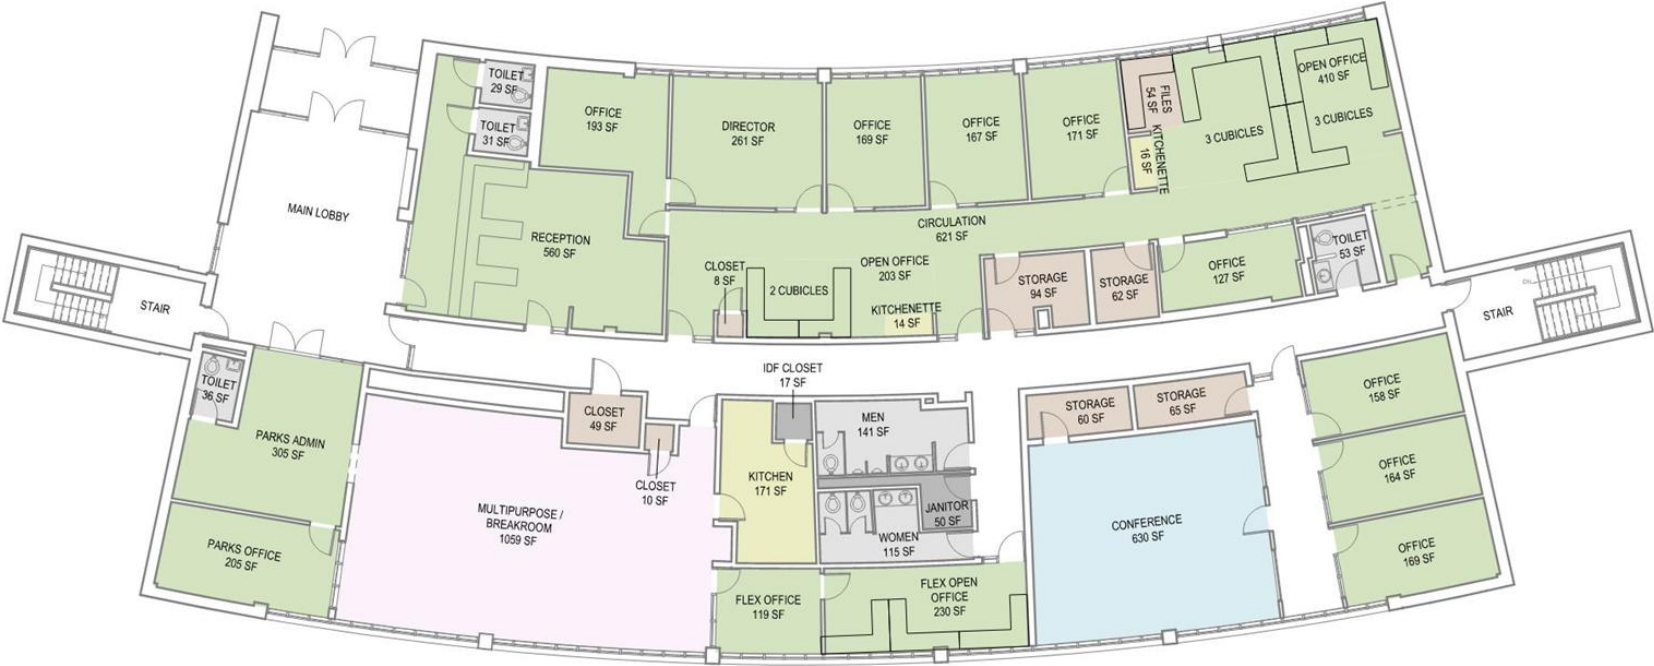 TOILET
29 SF
TOILET
31 SF
OFFICE
193 SF
DIRECTOR
261 SF
OFFICE
169 SF
OFFICE
167 SF
OFFICE
171 SF
FILES
54 SF
KITCHENETTE
16 SF
3 CUBICLES
OPEN OFFICE
410 SF
3 CUBICLES
MAIN LOBBY
RECEPTION
560 SF
CIRCULATION
621 SF
CLOSET
8 SF
2 CUBICLES
OPEN OFFICE
203 SF
KITCHENETTE
14 SF
STORAGE
94 SF
STORAGE
62 SF
OFFICE
127 SF
TOILET
53 SF
STAIR
STAIR
TOILET
36 SF
PARKS ADMIN
305 SF
PARKS OFFICE
205 SF
CLOSET
49 SF
CLOSET
10 SF
MULTIPURPOSE /
BREAKROOM
1059 SF
IDF CLOSET
17 SF
KITCHEN
171 SF
MEN
141 SF
JANITOR
50 SF
WOMEN
115 SF
FLEX OFFICE
119 SF
FLEX OPEN
OFFICE
230 SF
STORAGE
60 SF
STORAGE
65 SF
CONFERENCE
630 SF
OFFICE
158 SF
OFFICE
164 SF
OFFICE
169 SF